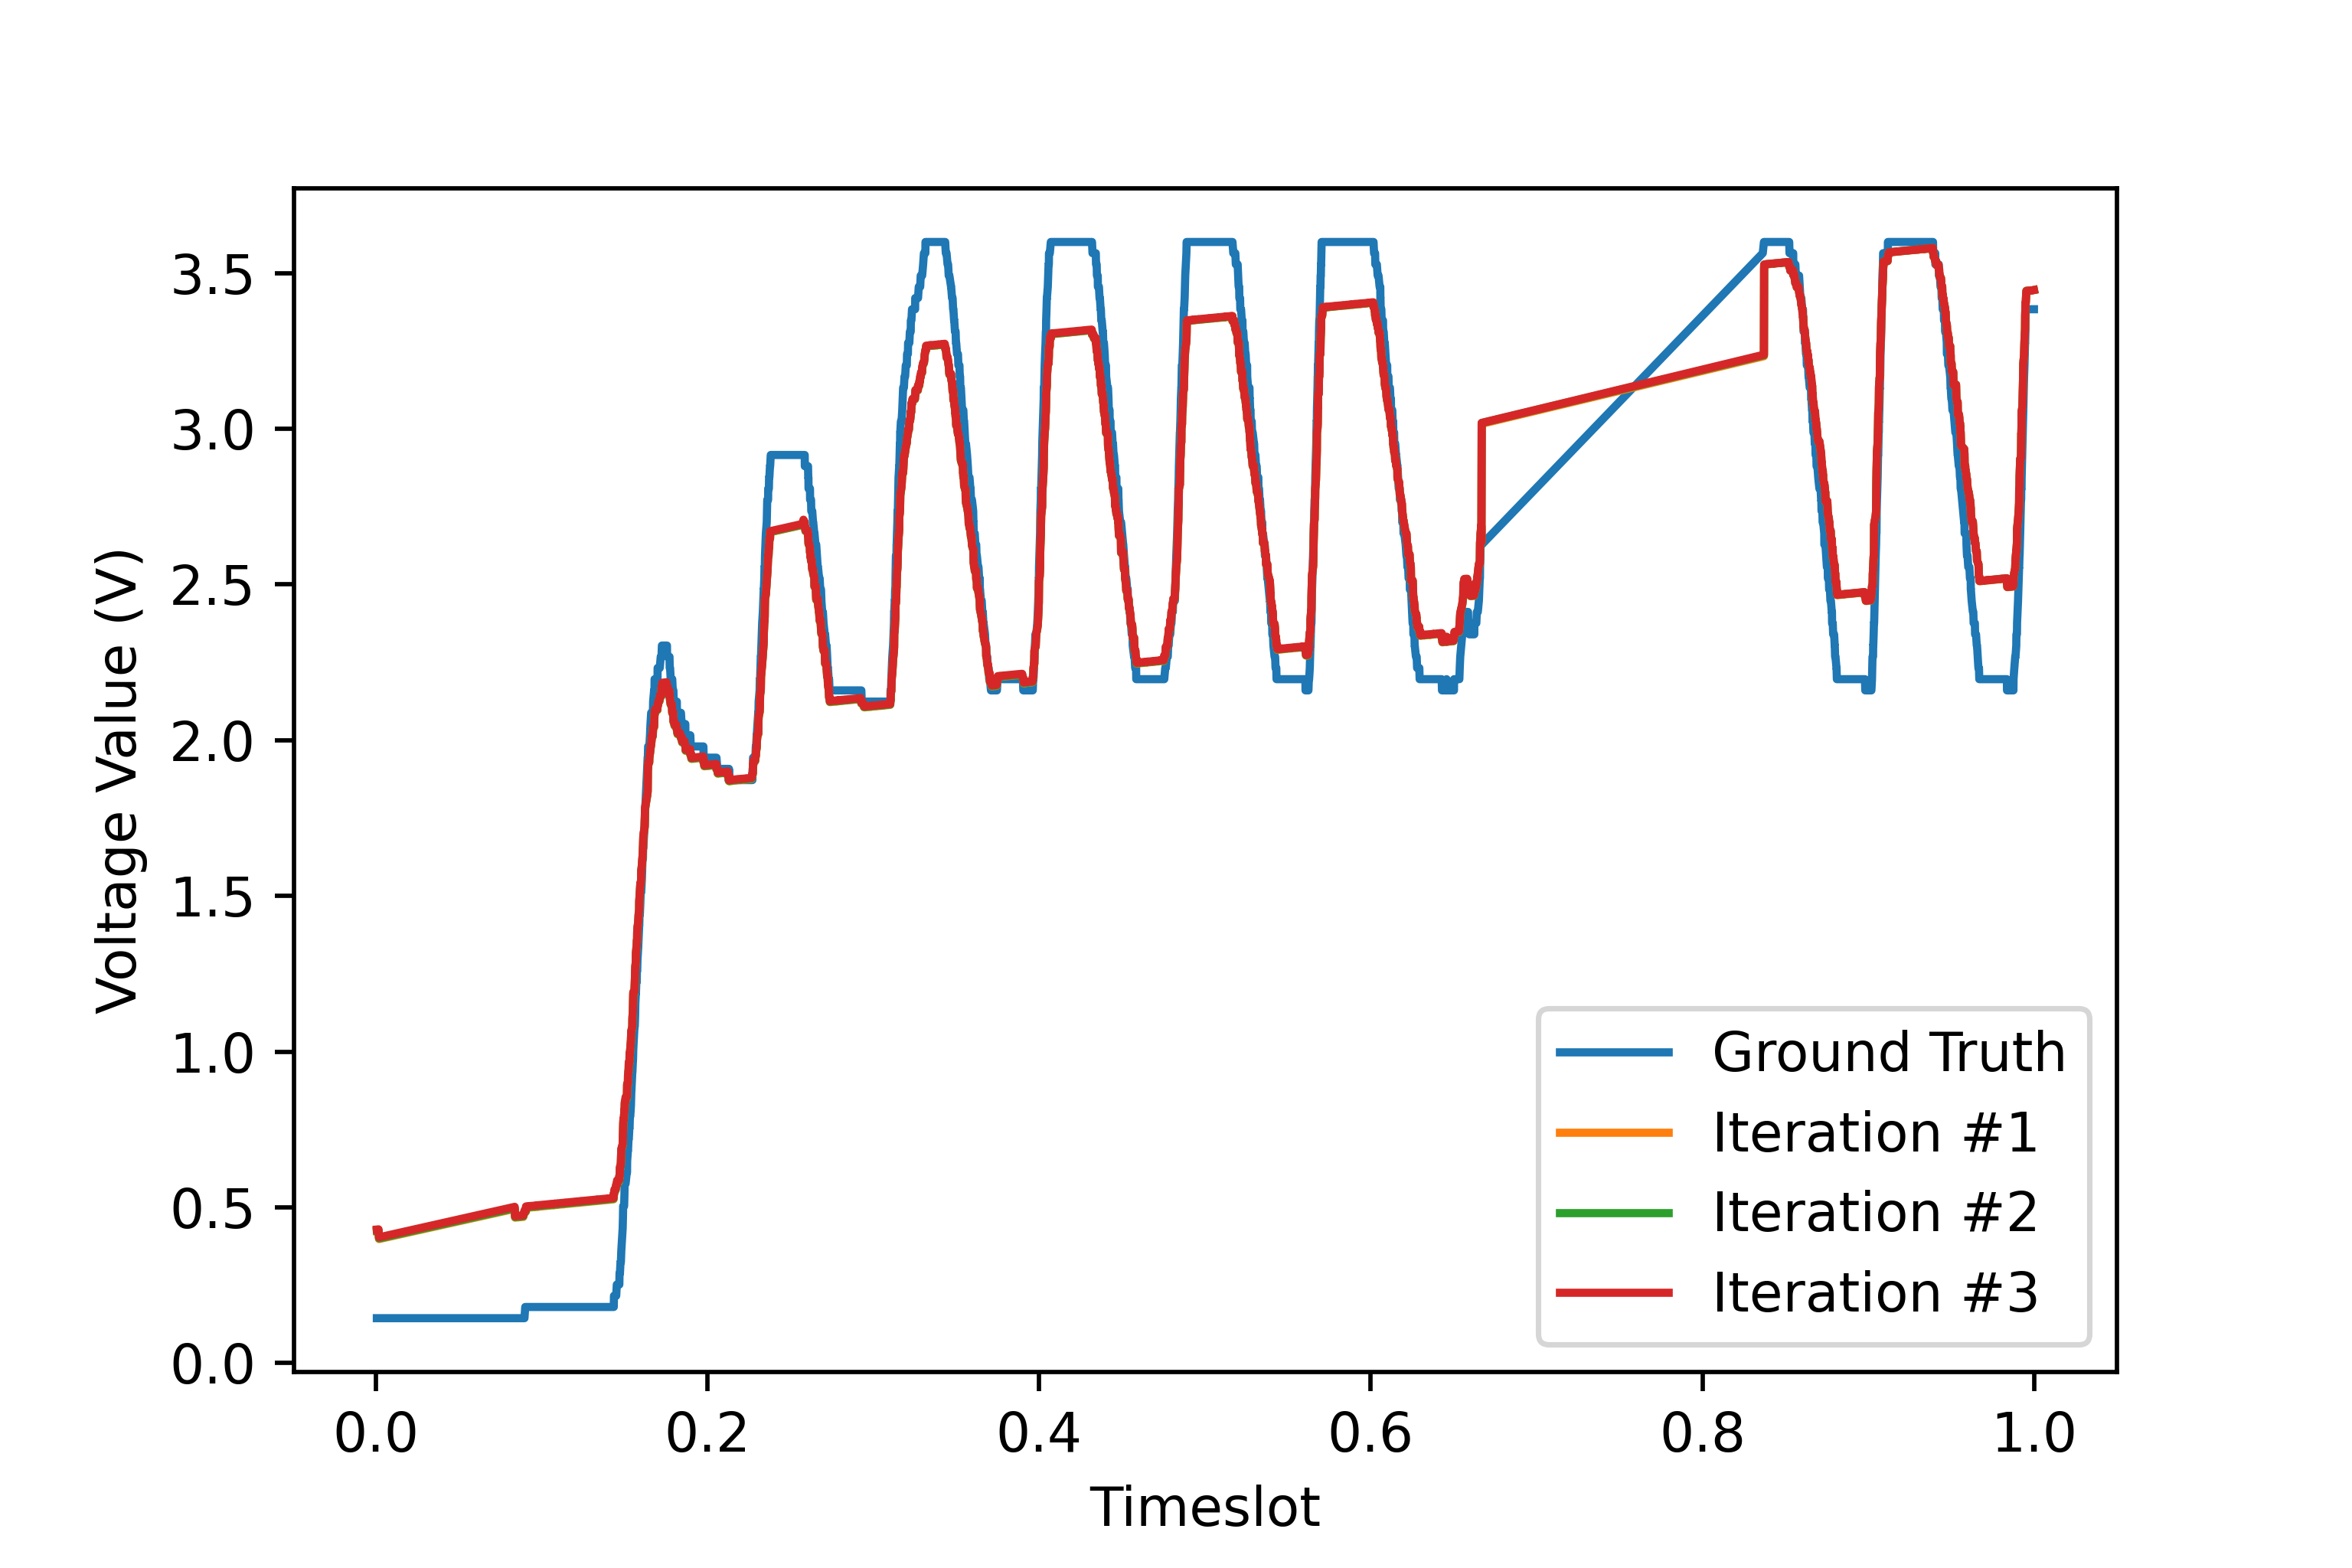 3.5
3.0
2.5
2.0
1.5
1.0
0.5
0.0
Voltage Value (V)
Ground Truth
Iteration #1
Iteration #2
Iteration #3
0.0 0.2 0.4 0.6 0.8 1.0
Timeslot